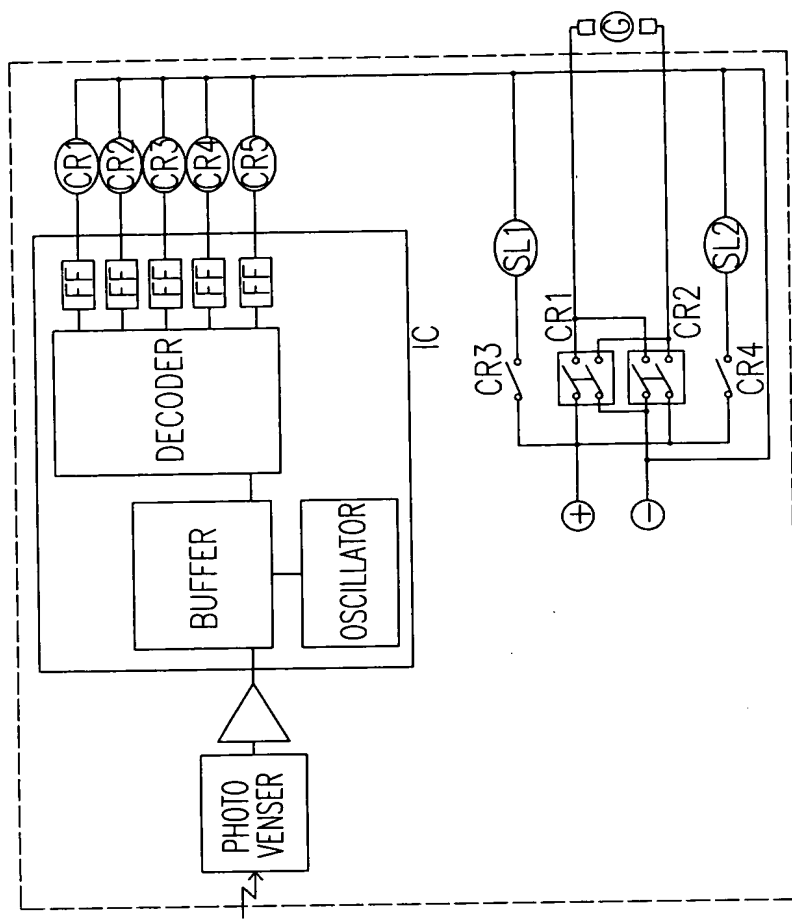 PHOTO
VENSER
BUFFER
OSCILLATOR
DECODER
FF
FF
FF
FF
FF
IC
CR1
CR2
CR3
CR4
CR5
CR3
SL1
CR1
CR2
SL2
CR4
+
−
G